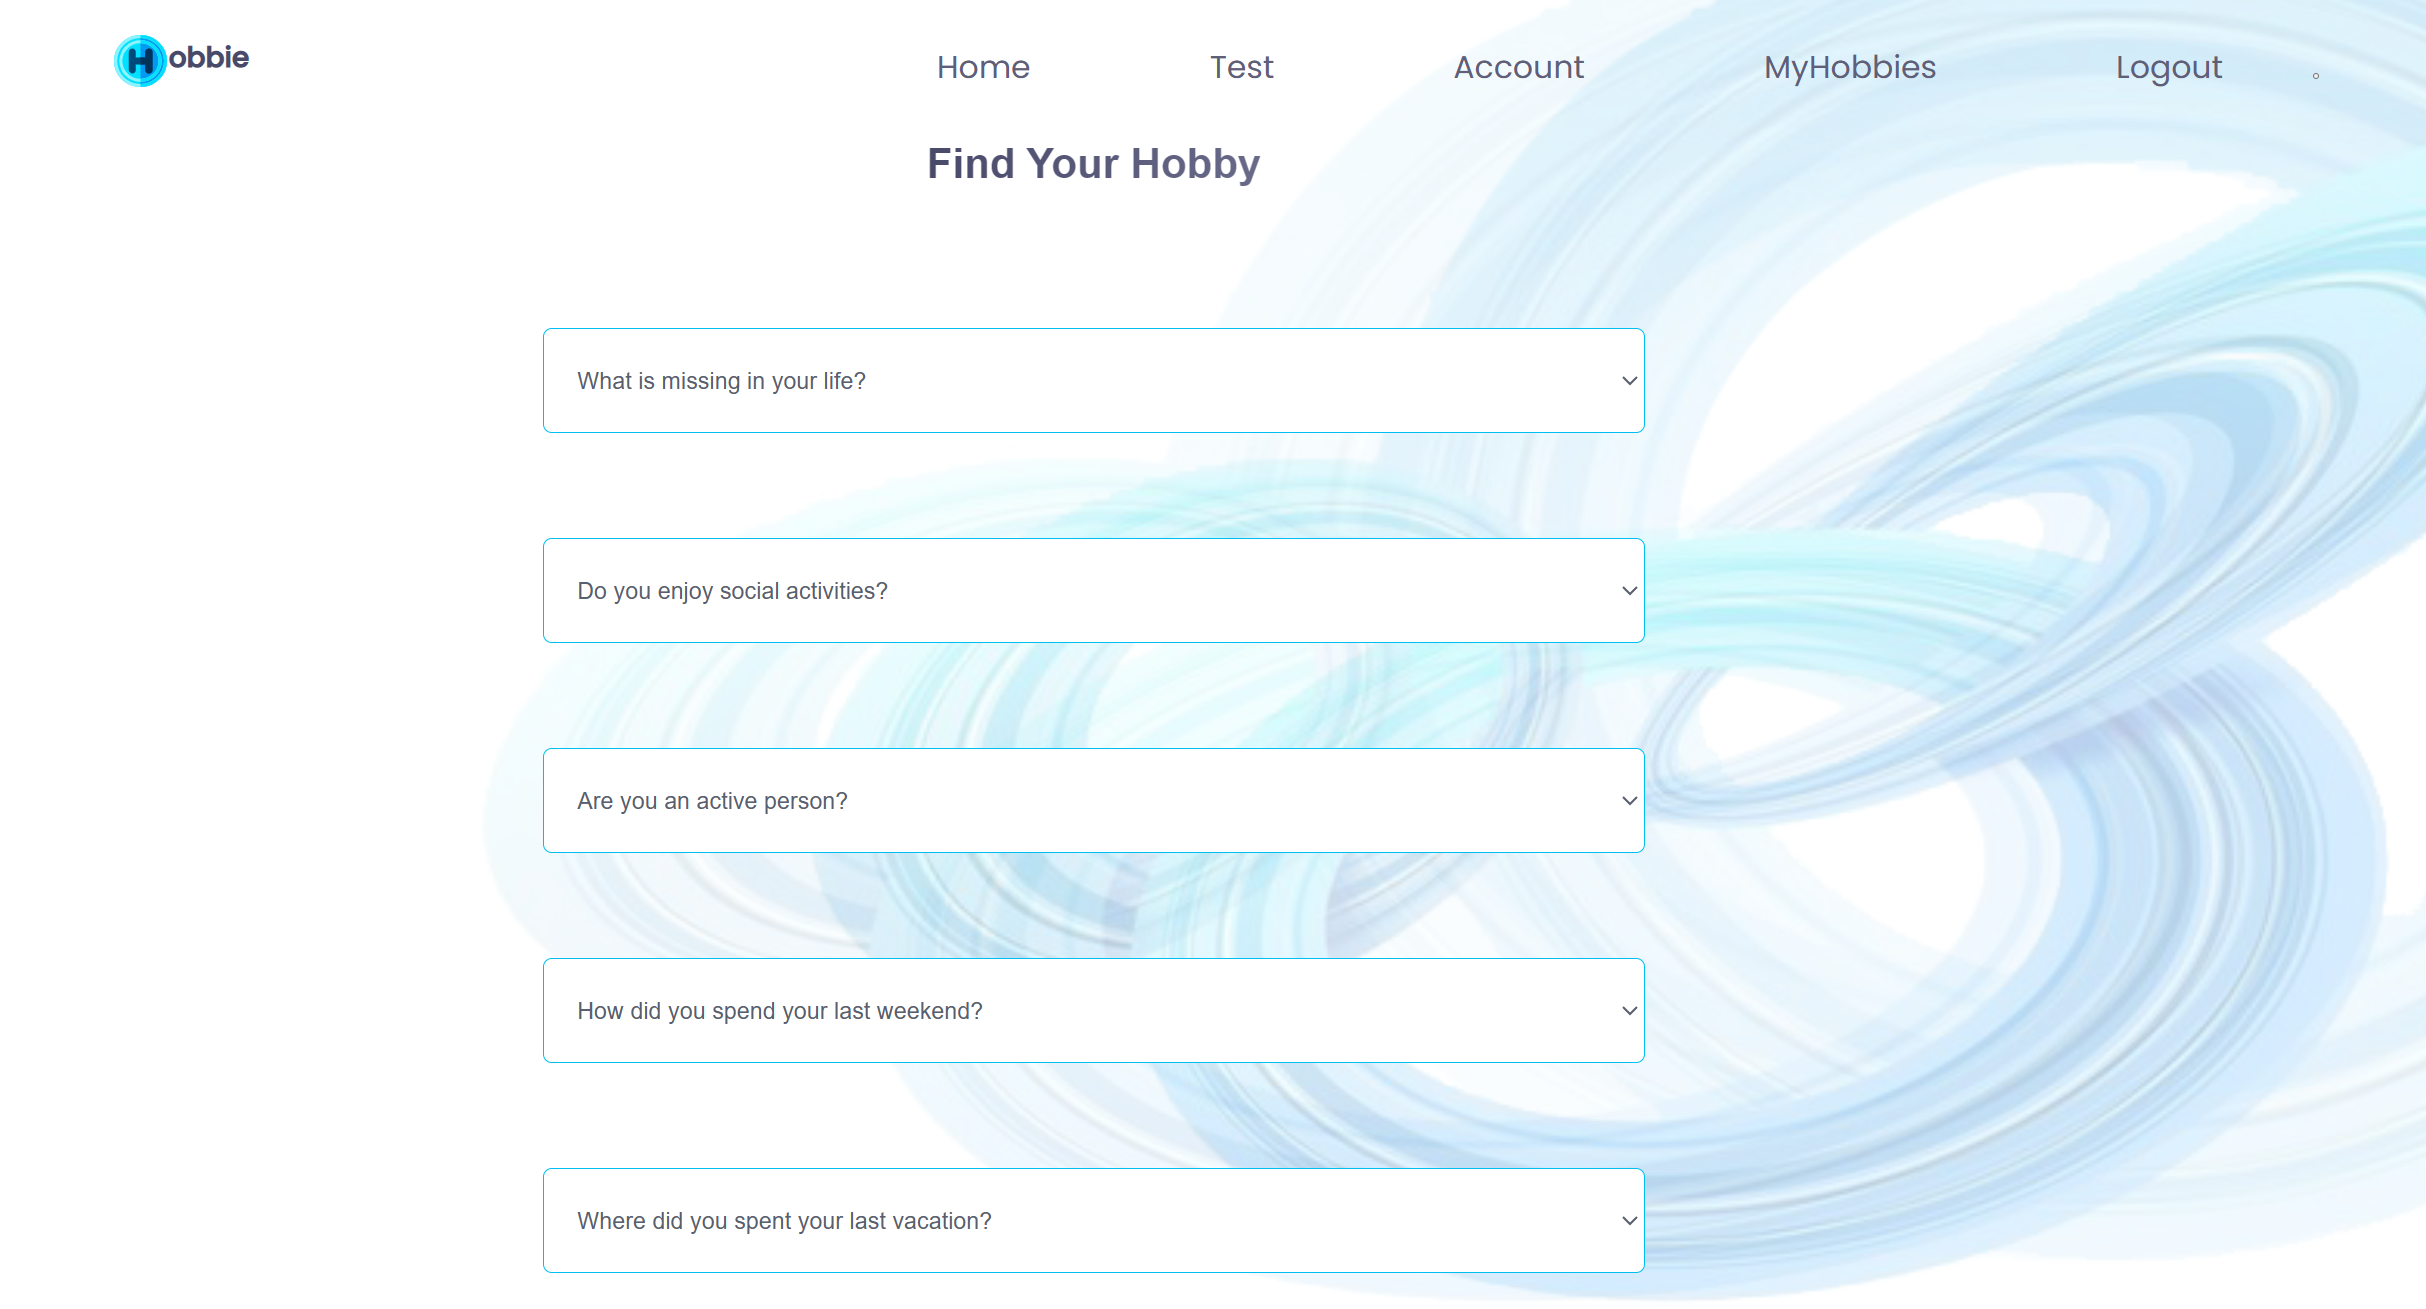 Hobbie
Home Test Account MyHobbies Logout
Find Your Hobby
What is missing in your life?
Do you enjoy social activities?
Are you an active person?
How did you spend your last weekend?
Where did you spent your last vacation?